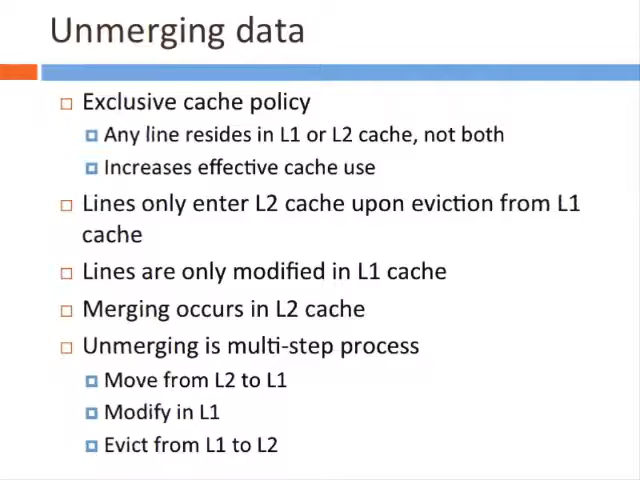 Unmerging data
Exclusive cache policy
Any line resides in L1 or L2 cache, not both
Increases effective cache use
Lines only enter L2 cache upon eviction from L1
cache
Lines are only modified in L1 cache
Merging occurs in L2 cache
Unmerging is multi-step process
Move from L2 to L1
Modify in L1
Evict from L1 to L2